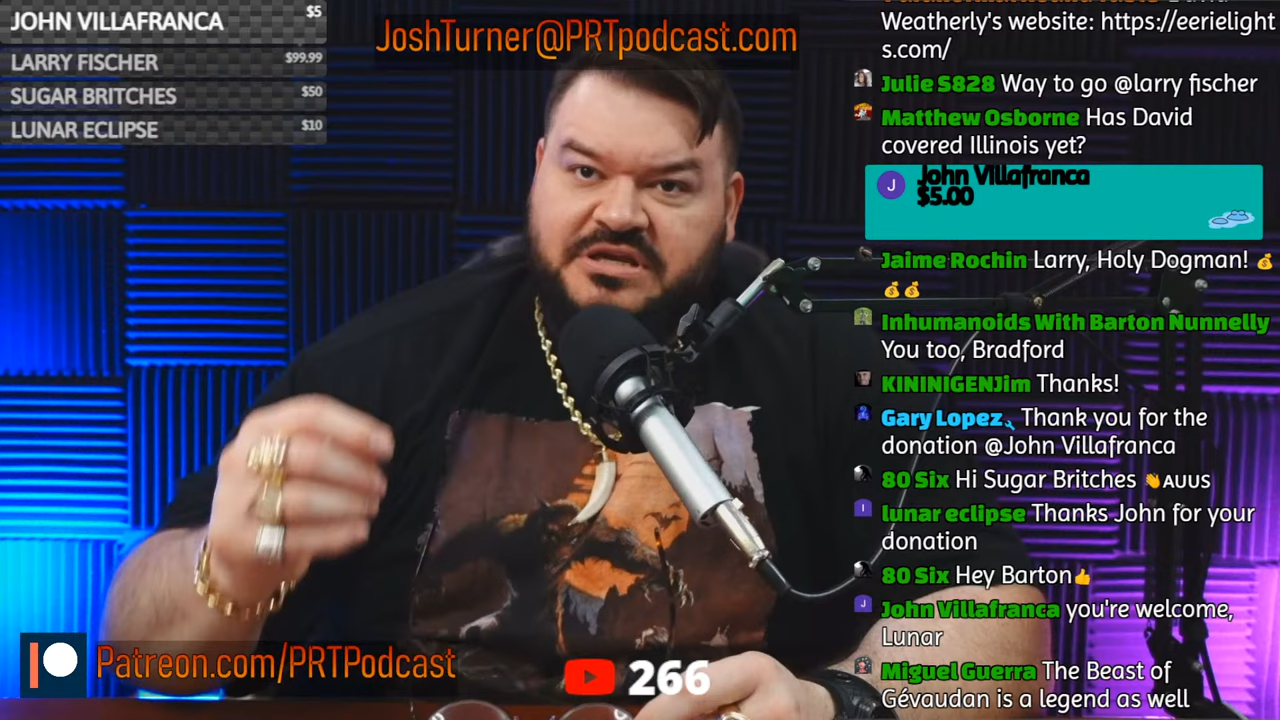 JOHN VILLAFRANCA $5
LARRY FISCHER $99.99
SUGAR BRITCHES $50
LUNAR ECLIPSE $10
JoshTurner@PRTpodcast.com
Weatherly's website: https://eerielight
s.com/
Julie S828 Way to go @larry fischer
Matthew Osborne Has David
covered Illinois yet?
J
John Villafranca
$5.00
Jaime Rochin Larry, Holy Dogman! 💰
💰💰
Inhumanoids With Barton Nunnelly
You too, Bradford
KININIGENJim Thanks!
Gary Lopez🔧 Thank you for the
donation @John Villafranca
80 Six Hi Sugar Britches 👋AUUS
l lunar eclipse Thanks John for your
donation
80 Six Hey Barton👍
J John Villafranca you're welcome,
Lunar
Miguel Guerra The Beast of
Gévaudan is a legend as well
Patreon.com/PRTPodcast
266